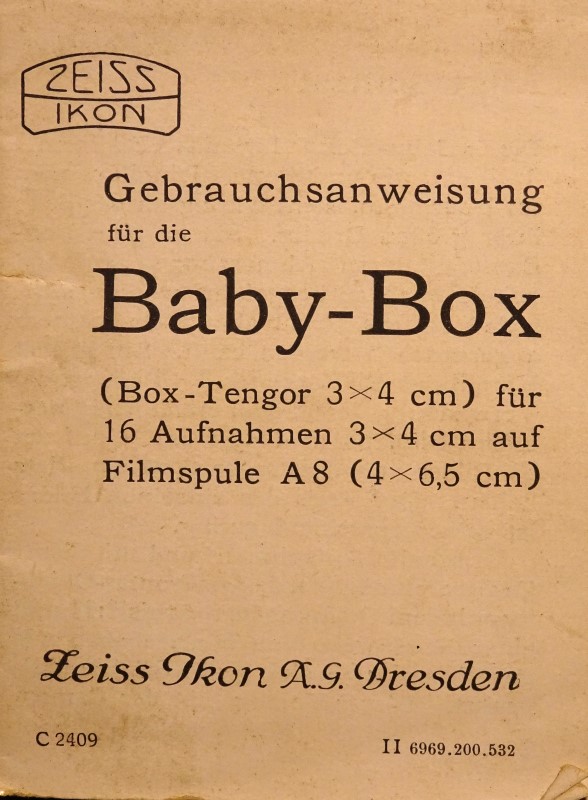 ZEISS
IKON
Gebrauchsanweisung
für die
Baby-Box
(Box-Tengor 3×4 cm) für
16 Aufnahmen 3×4 cm auf
Filmspule A8 (4×6,5 cm)
Zeiss Ikon A.G. Dresden
C 2409
II 6969.200.532